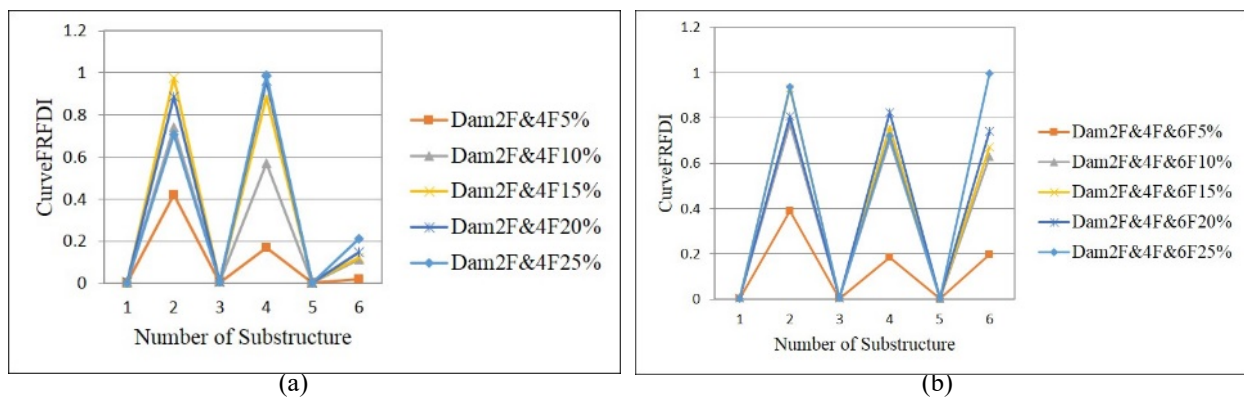 1.2
1
0.8
0.6
0.4
0.2
0
CurveFRFDI
1 2 3 4 5 6
Number of Substructure
Dam2F&4F5%
Dam2F&4F10%
Dam2F&4F15%
Dam2F&4F20%
Dam2F&4F25%
(a)
1.2
1
0.8
0.6
0.4
0.2
0
CurveFRFDI
1 2 3 4 5 6
Number of Substructure
Dam2F&4F&6F5%
Dam2F&4F&6F10%
Dam2F&4F&6F15%
Dam2F&4F&6F20%
Dam2F&4F&6F25%
(b)